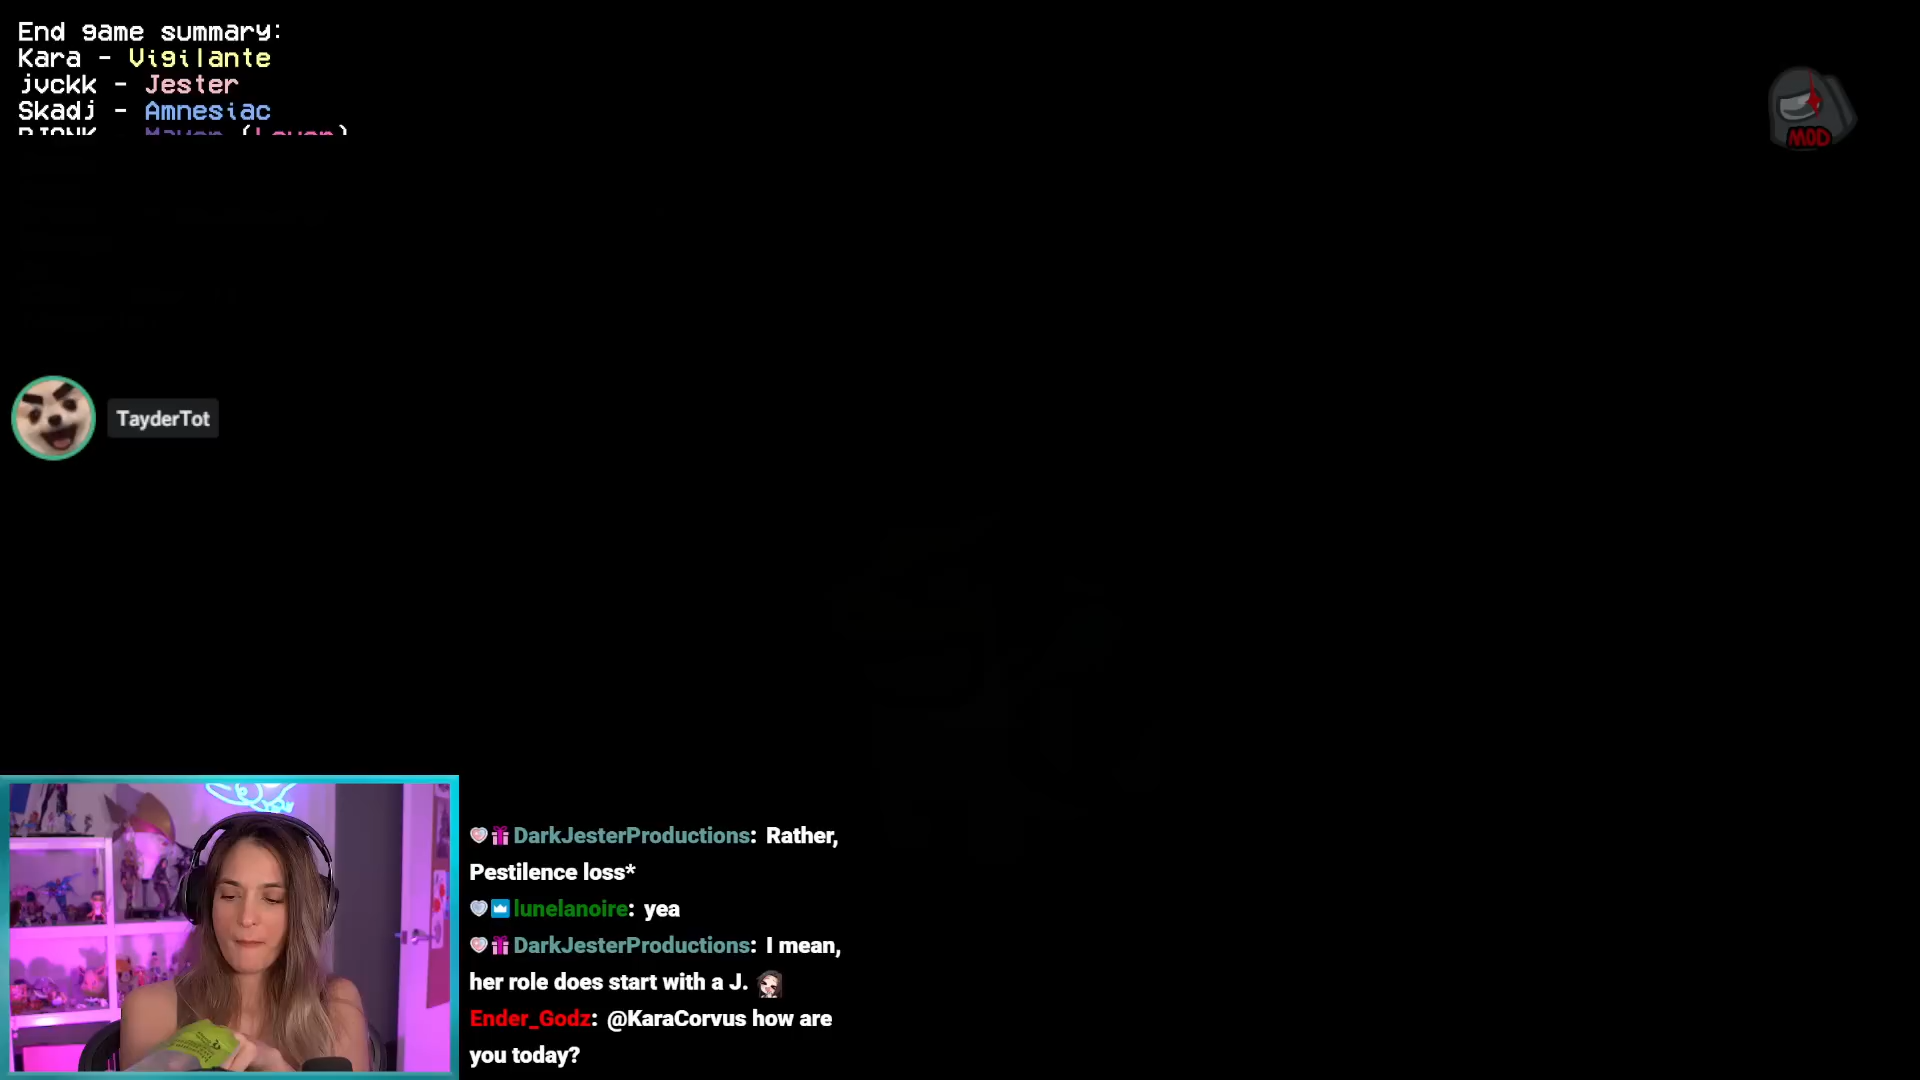 End game summary:
Kara - Vigilante
jvckk - Jester
Skadj - Amnesiac
MOD
TayderTot
DarkJesterProductions: Rather,
Pestilence loss*
lunelanoire: yea
DarkJesterProductions: I mean,
her role does start with a J.
Ender_Godz: @KaraCorvus how are
you today?